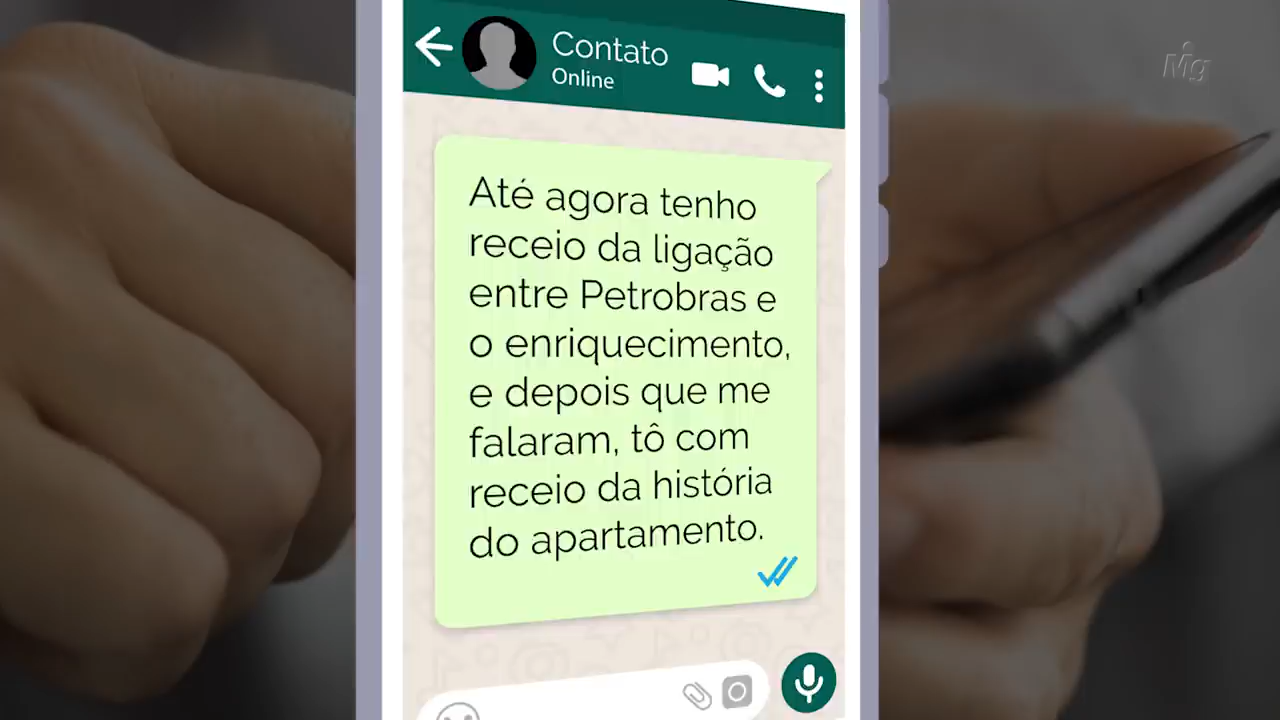 Contato
Online
Mig
Até agora tenho
receio da ligação
entre Petrobras e
o enriquecimento,
e depois que me
falaram, tô com
receio da história
do apartamento.